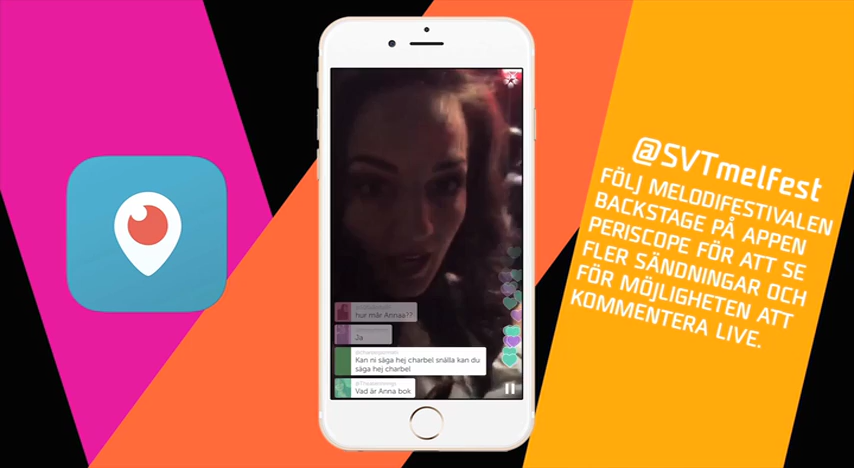 hur mår Annaa??
Ja
Kan ni säga hej charbel snälla kan du
säga hej charbel
Vad är Anna bok
@SVTmelfest
FÖLJ MELODIFESTIVALEN
BACKSTAGE PÅ APPEN
PERISCOPE FÖR ATT SE
FLER SÄNDNINGAR OCH
FÖR MÖJLIGHETEN ATT
KOMMENTERA LIVE.